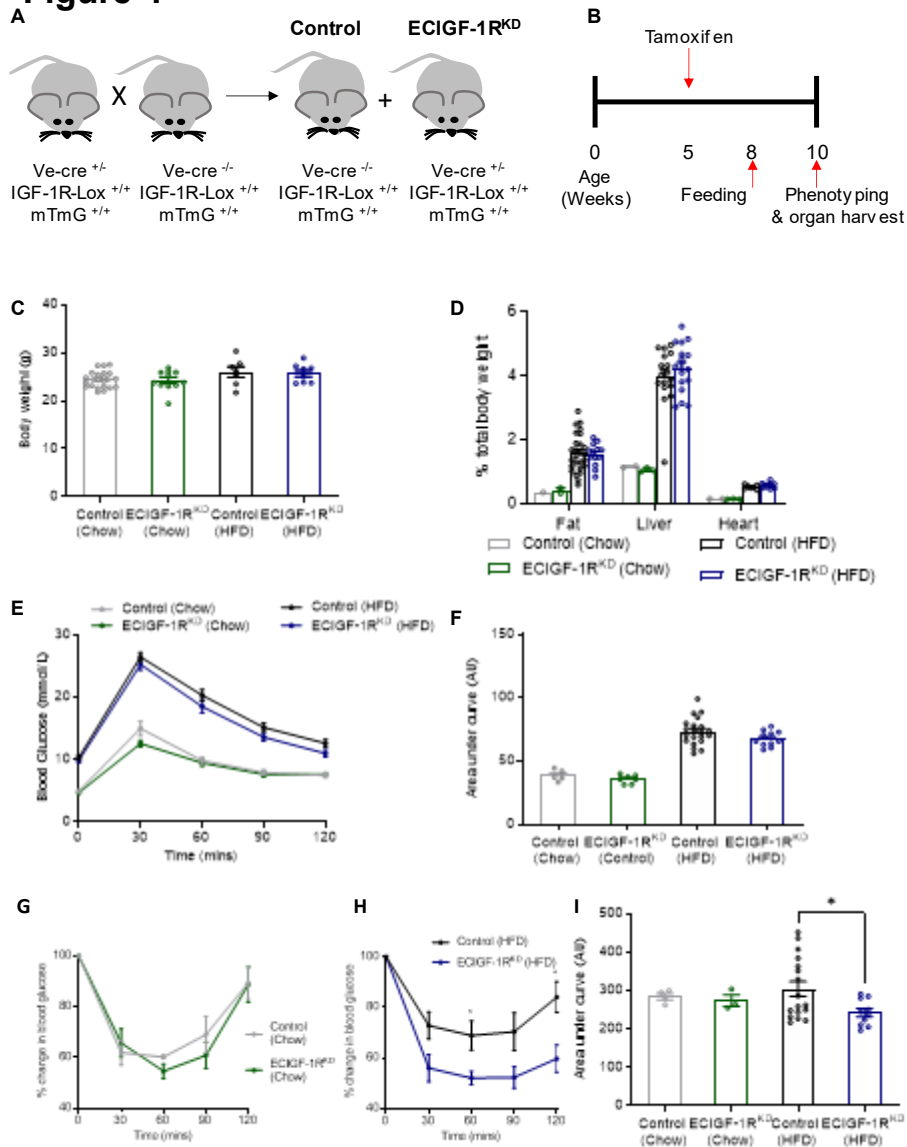 A
Control
ECIGF-1R^KD
X
+
Ve-cre +/-
IGF-1R-Lox +/+
mTmG +/+
Ve-cre -/-
IGF-1R-Lox +/+
mTmG +/+
Ve-cre -/-
IGF-1R-Lox +/+
mTmG +/+
Ve-cre +/-
IGF-1R-Lox +/+
mTmG +/+
B
Tamoxifen
0
5
8
10
Age
(Weeks)
Feeding
Phenotyping
& organ harvest
C
Body weight (g)
40
30
20
10
0
Control
(Chow)
ECIGF-1R^KD
(Chow)
Control
(HFD)
ECIGF-1R^KD
(HFD)
D
% total body weight
6
4
2
0
Fat
Liver
Heart
Control (Chow)
Control (HFD)
ECIGF-1R^KD (Chow)
ECIGF-1R^KD (HFD)
E
Control (Chow)
Control (HFD)
ECIGF-1R^KD (Chow)
ECIGF-1R^KD (HFD)
Blood Glucose (mmol/L)
30
20
10
0
0
30
60
90
120
Time (mins)
F
Area under curve (AU)
150
100
50
0
Control
(Chow)
ECIGF-1R^KD
(Control)
Control
(HFD)
ECIGF-1R^KD
(HFD)
G
% change in blood glucose
100
80
60
40
0
30
60
90
120
Time (mins)
Control
(Chow)
ECIGF-1R^KD
(Chow)
H
Control (HFD)
ECIGF-1R^KD (HFD)
% change in blood glucose
100
80
60
40
0
30
60
90
120
Time (mins)
*
*
I
*
Area under curve (AU)
500
400
300
200
100
0
Control
(Chow)
ECIGF-1R^KD
(Chow)
Control
(HFD)
ECIGF-1R^KD
(HFD)